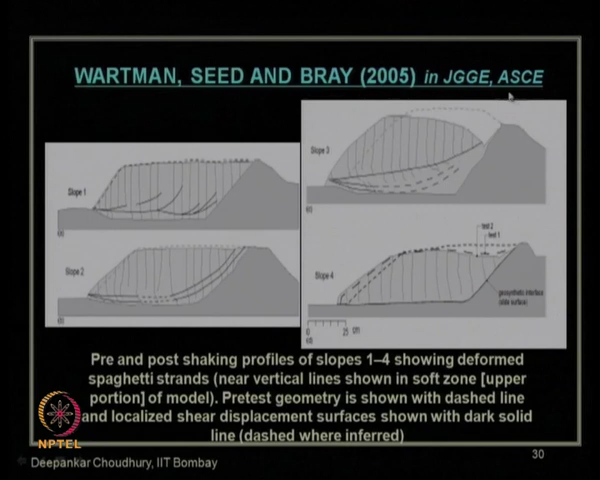 WARTMAN, SEED AND BRAY (2005) in JGGE, ASCE
Slope 1
Slope 2
Slope 3
Slope 4
test 2
test 1
geosynthetic interface
(slide surface)
0 25 cm
Pre and post shaking profiles of slopes 1–4 showing deformed
spaghetti strands (near vertical lines shown in soft zone [upper
portion] of model). Pretest geometry is shown with dashed line
and localized shear displacement surfaces shown with dark solid
line (dashed where inferred)
NPTEL
Deepankar Choudhury, IIT Bombay
30